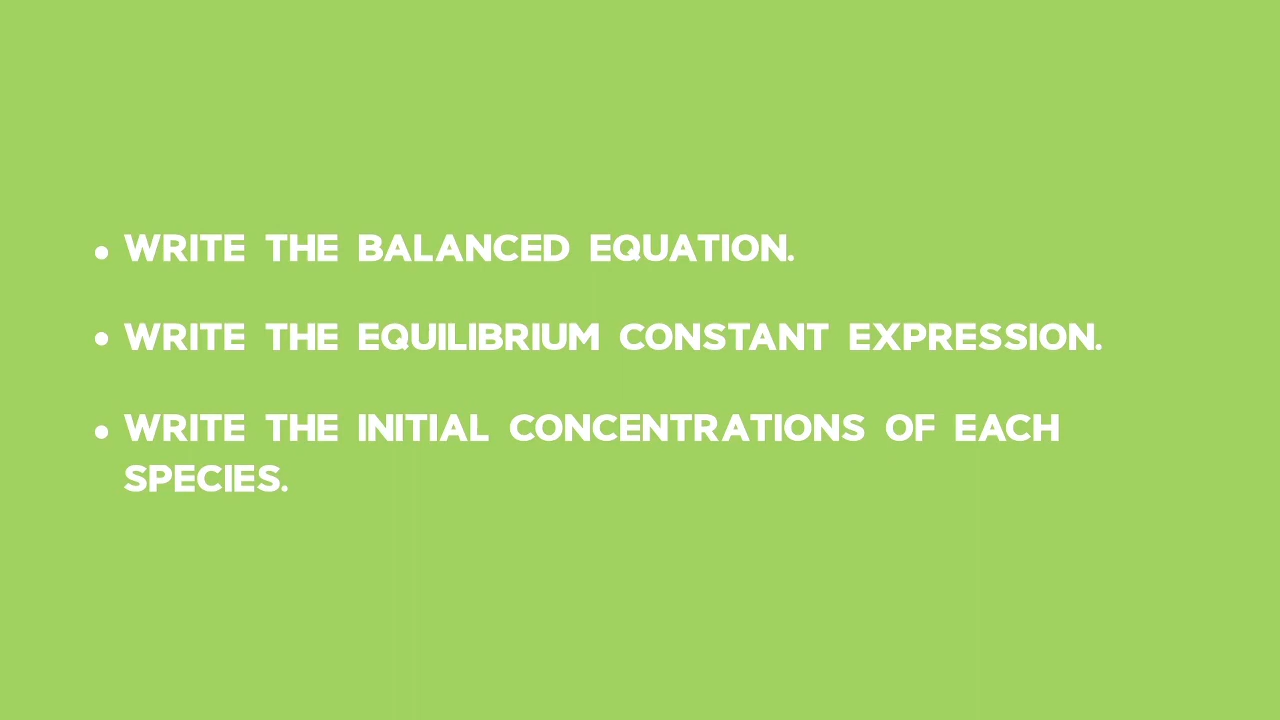 • WRITE THE BALANCED EQUATION.
• WRITE THE EQUILIBRIUM CONSTANT EXPRESSION.
• WRITE THE INITIAL CONCENTRATIONS OF EACH
SPECIES.